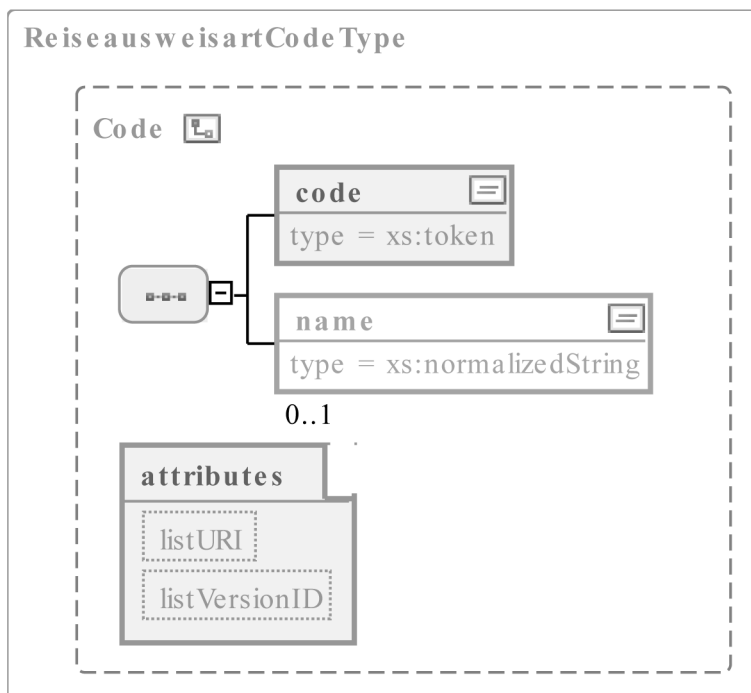 ReiseausweisartCodeType
Code
code
type = xs:token
name
type = xs:normalizedString
0..1
attributes
listURI
listVersionID